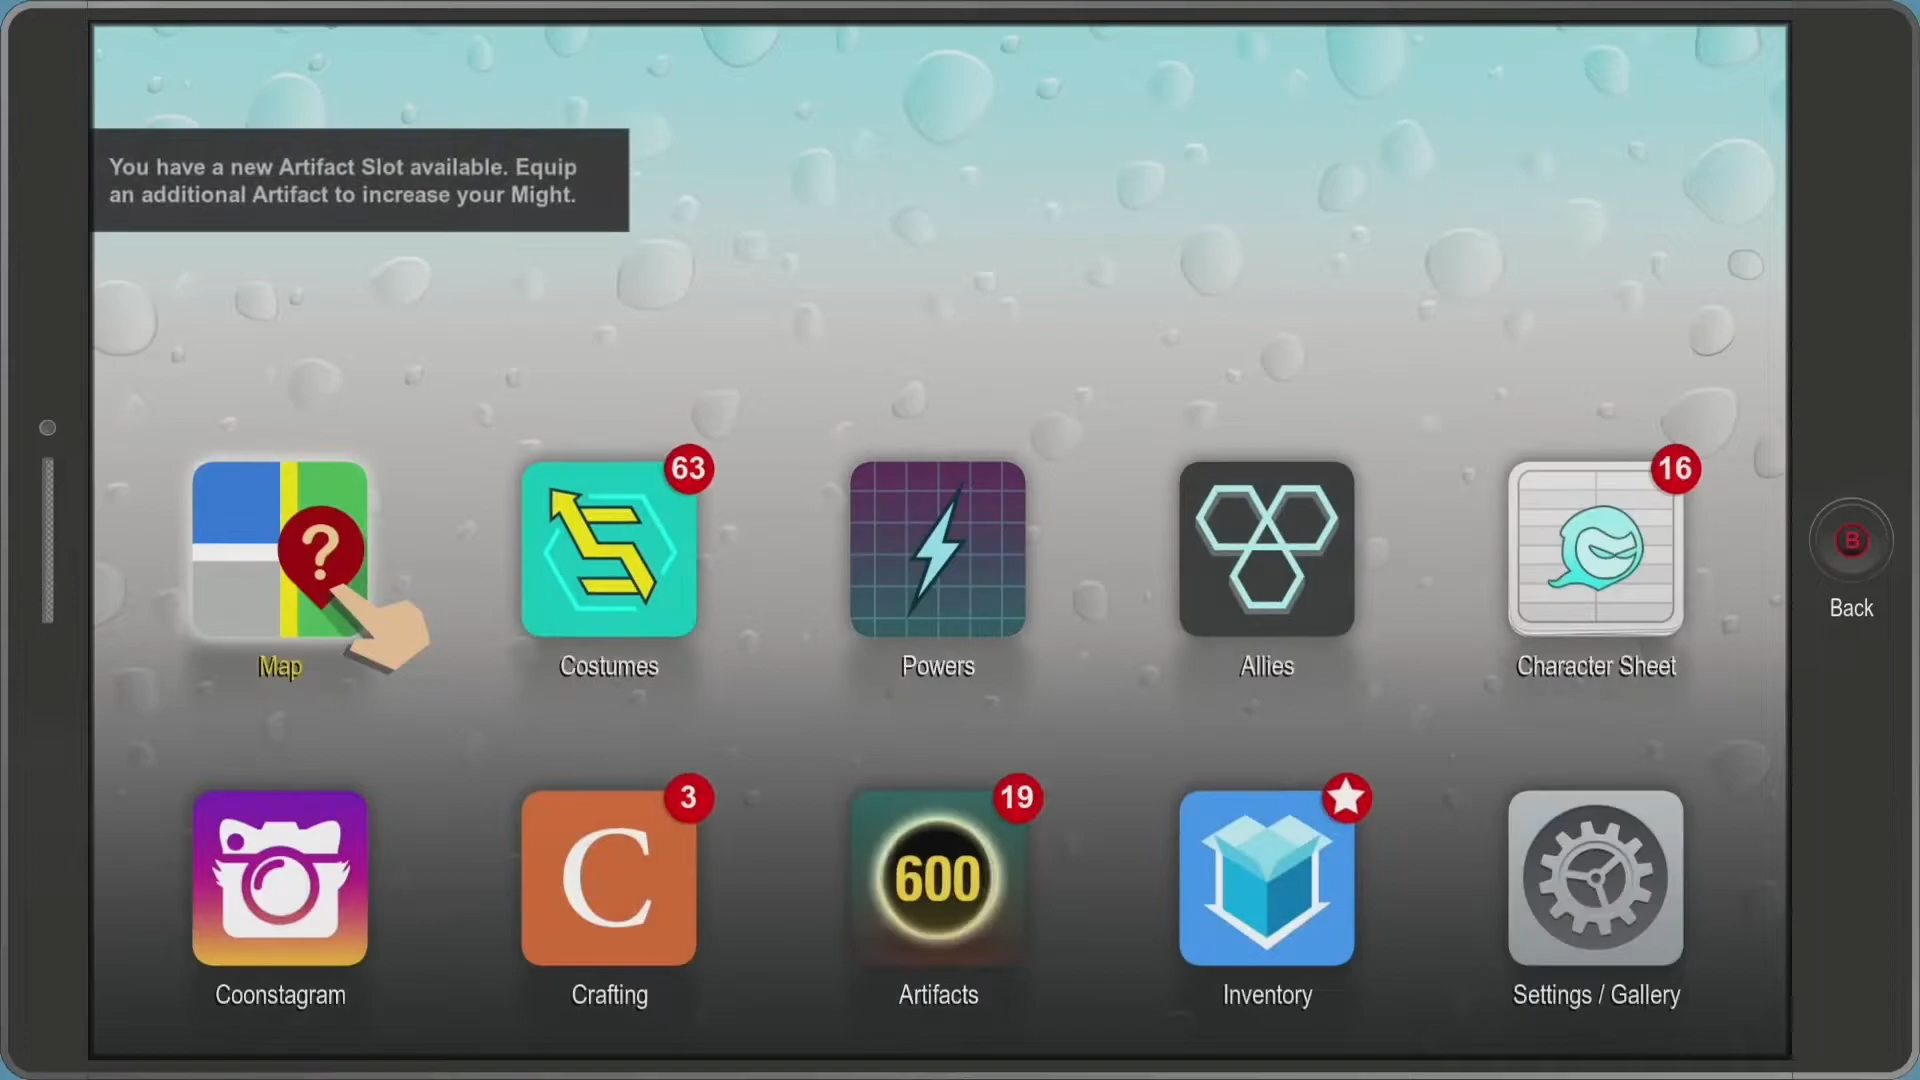 You have a new Artifact Slot available. Equip
an additional Artifact to increase your Might.
63
16
?
B
Back
Map
Costumes
Powers
Allies
Character Sheet
3
19
C
600
Coonstagram
Crafting
Artifacts
Inventory
Settings / Gallery